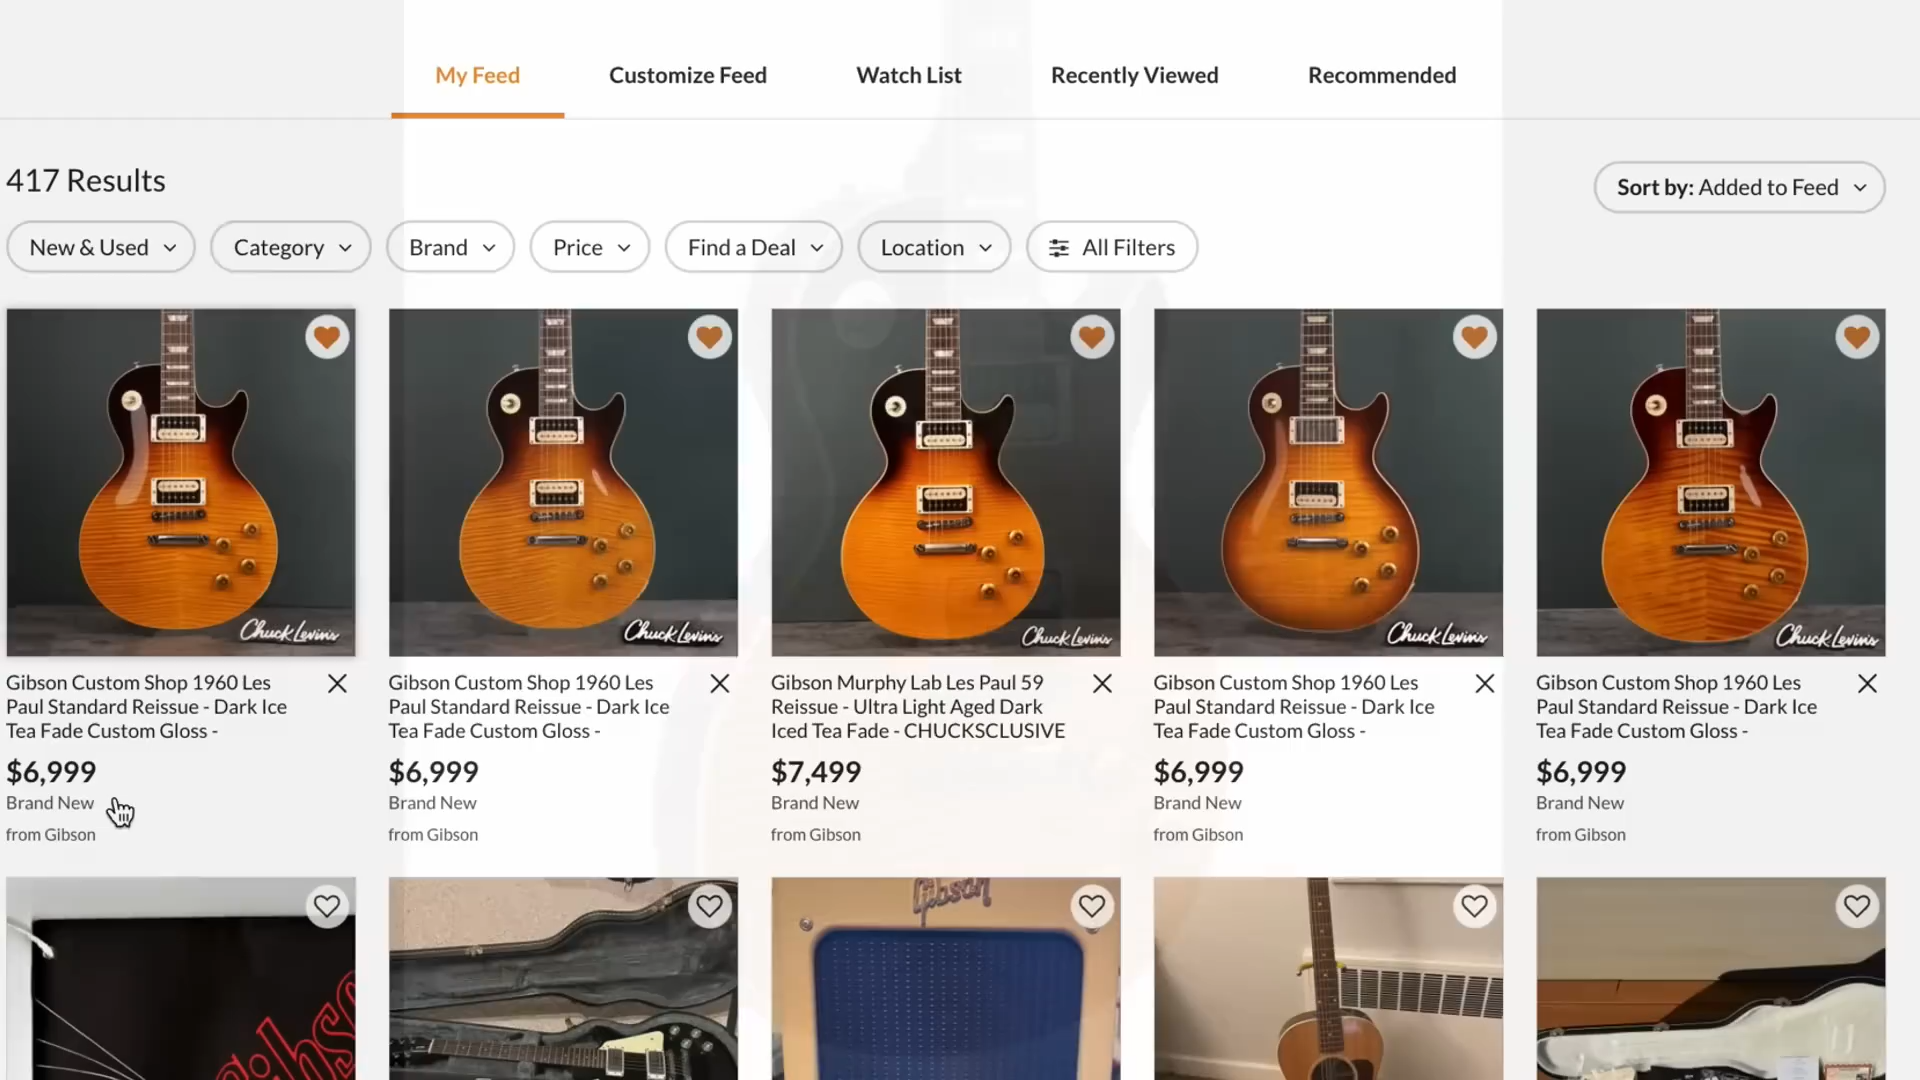 My Feed
Customize Feed
Watch List
Recently Viewed
Recommended
417 Results
Sort by: Added to Feed
New & Used
Category
Brand
Price
Find a Deal
Location
All Filters
Chuck Levin's
Chuck Levin's
Chuck Levin's
Chuck Levin's
Chuck Levin's
Gibson Custom Shop 1960 Les
Paul Standard Reissue - Dark Ice
Tea Fade Custom Gloss -
$6,999
Brand New
from Gibson
Gibson Custom Shop 1960 Les
Paul Standard Reissue - Dark Ice
Tea Fade Custom Gloss -
$6,999
Brand New
from Gibson
Gibson Murphy Lab Les Paul 59
Reissue - Ultra Light Aged Dark
Iced Tea Fade - CHUCKSCLUSIVE
$7,499
Brand New
from Gibson
Gibson Custom Shop 1960 Les
Paul Standard Reissue - Dark Ice
Tea Fade Custom Gloss -
$6,999
Brand New
from Gibson
Gibson Custom Shop 1960 Les
Paul Standard Reissue - Dark Ice
Tea Fade Custom Gloss -
$6,999
Brand New
from Gibson
Gibson